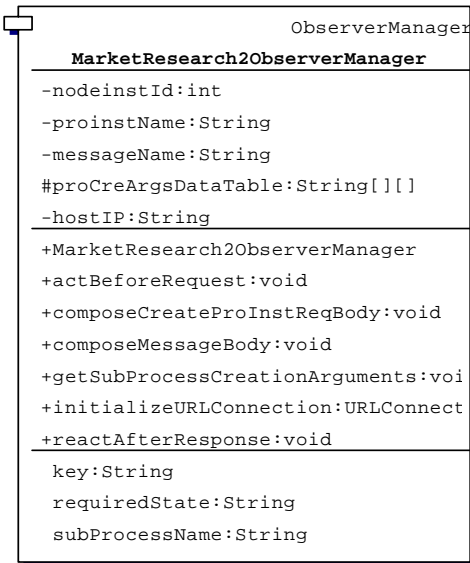 ObserverManager
MarketResearch2ObserverManager
-nodeinstId:int
-proinstName:String
-messageName:String
#proCreArgsDataTable:String[][]
-hostIP:String
+MarketResearch2ObserverManager
+actBeforeRequest:void
+composeCreateProInstReqBody:void
+composeMessageBody:void
+getSubProcessCreationArguments:voi
+initializeURLConnection:URLConnect
+reactAfterResponse:void
key:String
requiredState:String
subProcessName:String